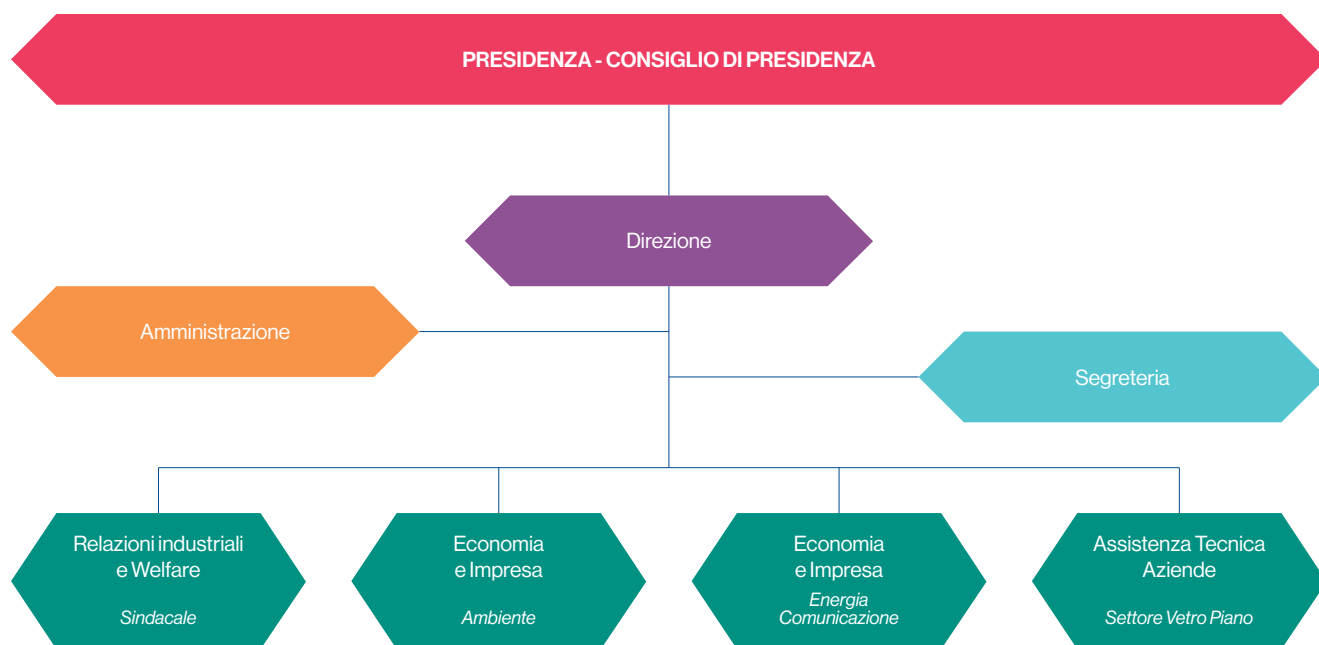 PRESIDENZA - CONSIGLIO DI PRESIDENZA
Direzione
Amministrazione
Segreteria
Relazioni industriali
e Welfare
Sindacale
Economia
e Impresa
Ambiente
Economia
e Impresa
Energia
Comunicazione
Assistenza Tecnica
Aziende
Settore Vetro Piano